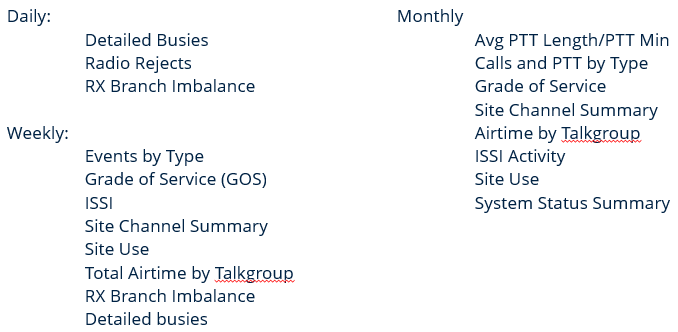 Daily:
Detailed Busies
Radio Rejects
RX Branch Imbalance
Weekly:
Events by Type
Grade of Service (GOS)
ISSI
Site Channel Summary
Site Use
Total Airtime by Talkgroup
RX Branch Imbalance
Detailed busies
Monthly
Avg PTT Length/PTT Min
Calls and PTT by Type
Grade of Service
Site Channel Summary
Airtime by Talkgroup
ISSI Activity
Site Use
System Status Summary